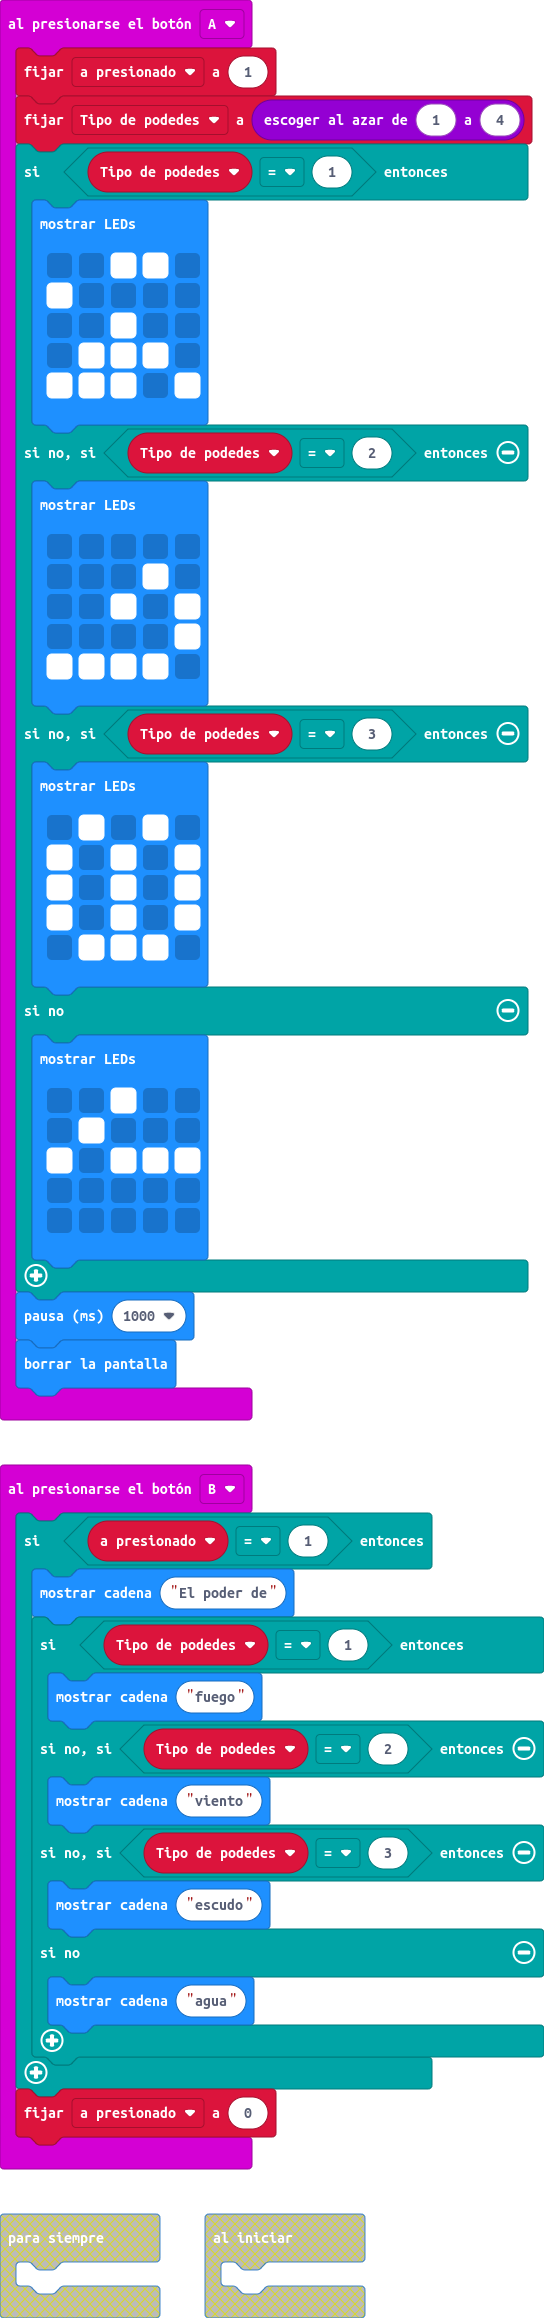 al presionarse el botón A
fijar a presionado a 1
fijar Tipo de podedes a escoger al azar de 1 a 4
si Tipo de podedes = 1 entonces
mostrar LEDs
si no, si Tipo de podedes = 2 entonces
mostrar LEDs
si no, si Tipo de podedes = 3 entonces
mostrar LEDs
si no
mostrar LEDs
pausa (ms) 1000
borrar la pantalla
al presionarse el botón B
si a presionado = 1 entonces
mostrar cadena "El poder de"
si Tipo de podedes = 1 entonces
mostrar cadena "fuego"
si no, si Tipo de podedes = 2 entonces
mostrar cadena "viento"
si no, si Tipo de podedes = 3 entonces
mostrar cadena "escudo"
si no
mostrar cadena "agua"
fijar a presionado a 0
para siempre
al iniciar